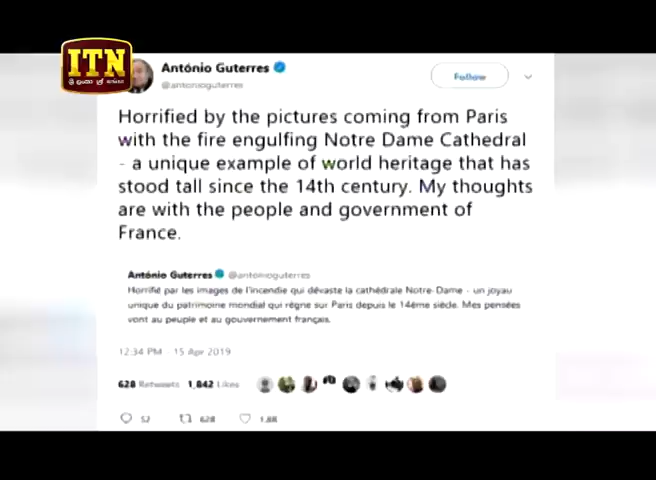 ITN
ශ්‍රී ලංකා
António Guterres
@antonioguterres
Follow
Horrified by the pictures coming from Paris
with the fire engulfing Notre Dame Cathedral
- a unique example of world heritage that has
stood tall since the 14th century. My thoughts
are with the people and government of
France.
António Guterres @antonioguterres
Horrifié par les images de l'incendie qui dévaste la cathédrale Notre-Dame - un joyau
unique du patrimoine mondial qui règne sur Paris depuis le 14ème siècle. Mes pensées
vont au peuple et au gouvernement français.
12:34 PM - 15 Apr 2019
628 Retweets 1,842 Likes
52 628 1.8K